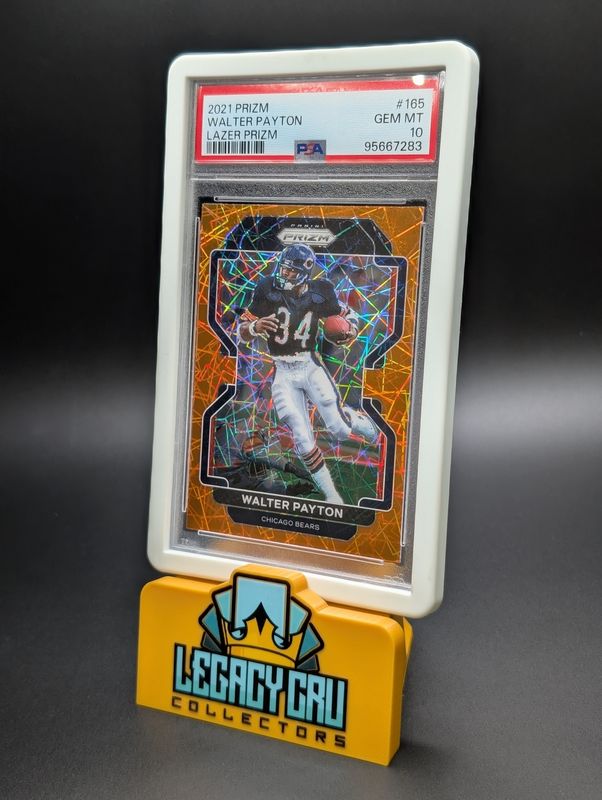 2021 PRIZM #165
WALTER PAYTON GEM MT
LAZER PRIZM 10
PSA 95667283
PANINI
PRIZM
34
WALTER PAYTON
CHICAGO BEARS
LEGACY CRU
COLLECTORS